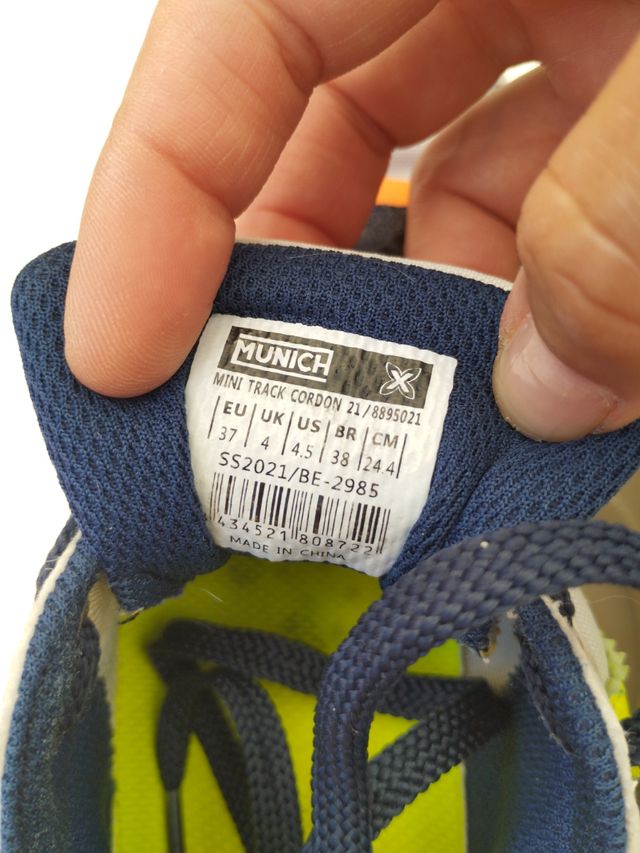 MUNICH X
MINI TRACK CORDON 21/8895021
EU UK US BR CM
37 4 4.5 38 24.4
SS2021/BE-2985
434521 808722
MADE IN CHINA